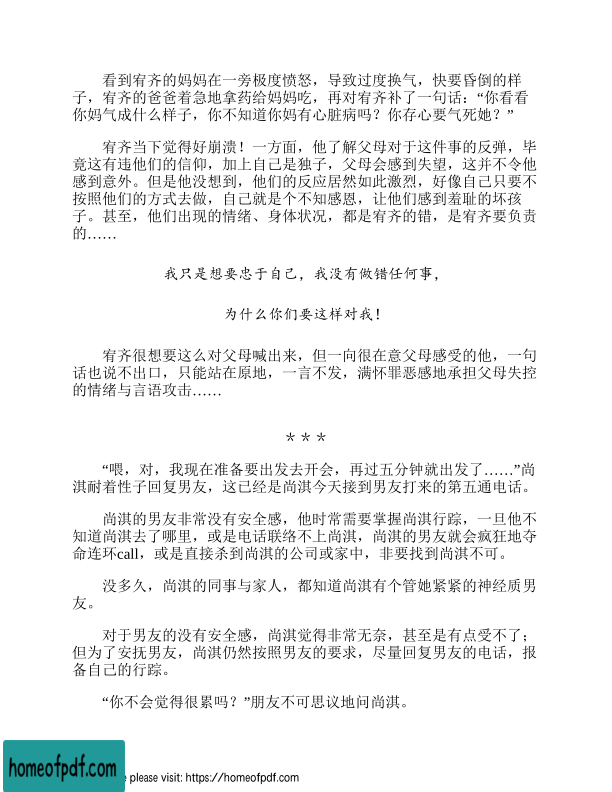 看到宥齐的妈妈在一旁极度愤怒，导致过度换气，快要昏倒的样
子，宥齐的爸爸着急地拿药给妈妈吃，再对宥齐补了一句话：“你看看
你妈气成什么样子，你不知道你妈有心脏病吗？你存心要气死她？”
宥齐当下觉得好崩溃！一方面，他了解父母对于这件事的反弹，毕
竟这有违他们的信仰，加上自己是独子，父母会感到失望，这并不令他
感到意外。但是他没想到，他们的反应居然如此激烈，好像自己只要不
按照他们的方式去做，自己就是个不知感恩，让他们感到羞耻的坏孩
子。甚至，他们出现的情绪、身体状况，都是宥齐的错，是宥齐要负责
的……
我只是想要忠于自己，我没有做错任何事，
为什么你们要这样对我！
宥齐很想要这么对父母喊出来，但一向很在意父母感受的他，一句
话也说不出口，只能站在原地，一言不发，满怀罪恶感地承担父母失控
的情绪与言语攻击……
＊＊＊
“喂，对，我现在准备要出发去开会，再过五分钟就出发了……”尚
淇耐着性子回复男友，这已经是尚淇今天接到男友打来的第五通电话。
尚淇的男友非常没有安全感，他时常需要掌握尚淇行踪，一旦他不
知道尚淇去了哪里，或是电话联络不上尚淇，尚淇的男友就会疯狂地夺
命连环call，或是直接杀到尚淇的公司或家中，非要找到尚淇不可。
没多久，尚淇的同事与家人，都知道尚淇有个管她紧紧的神经质男
友。
对于男友的没有安全感，尚淇觉得非常无奈，甚至是有点受不了；
但为了安抚男友，尚淇仍然按照男友的要求，尽量回复男友的电话，报
备自己的行踪。
“你不会觉得很累吗？”朋友不可思议地问尚淇。
homeofpdf.com
e please visit: https://homeofpdf.com